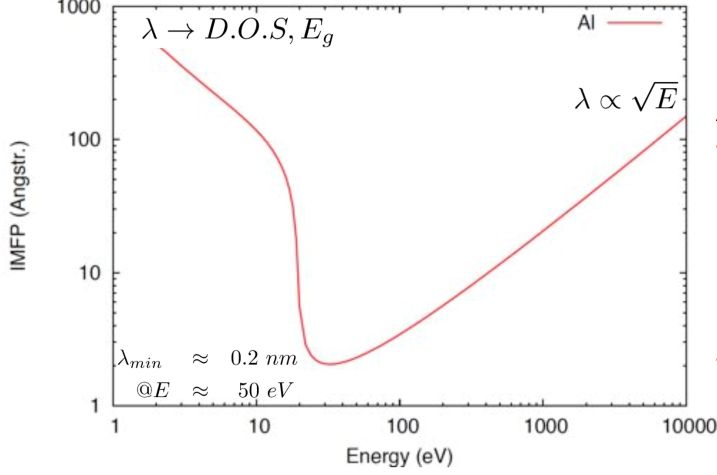 1000
λ → D.O.S, E_g
Al
λ ∝ √E
100
IMFP (Angstr.)
10
λ_min ≈ 0.2 nm
@E ≈ 50 eV
1
1 10 100 1000 10000
Energy (eV)